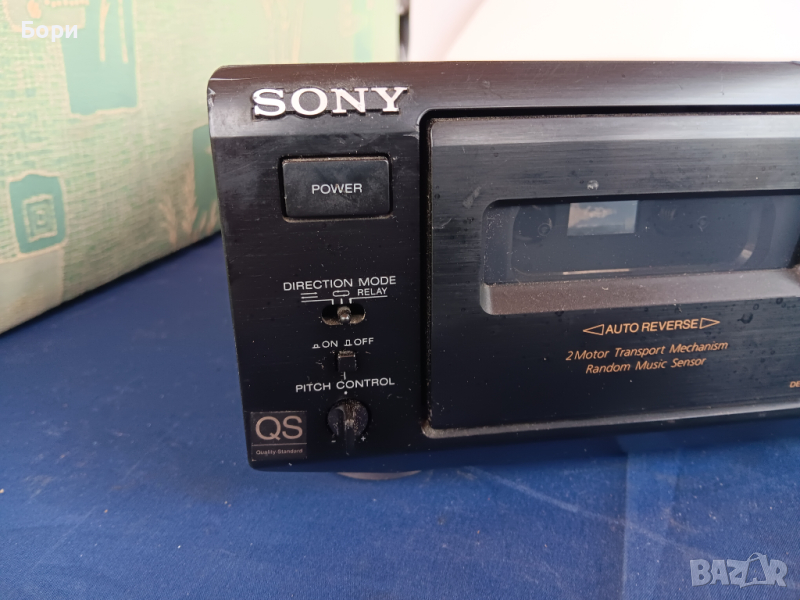 Бори
SONY
POWER
DIRECTION MODE
RELAY
ON OFF
PITCH CONTROL
QS
Quality Standard
AUTO REVERSE
2 Motor Transport Mechanism
Random Music Sensor
DE
BAZAR